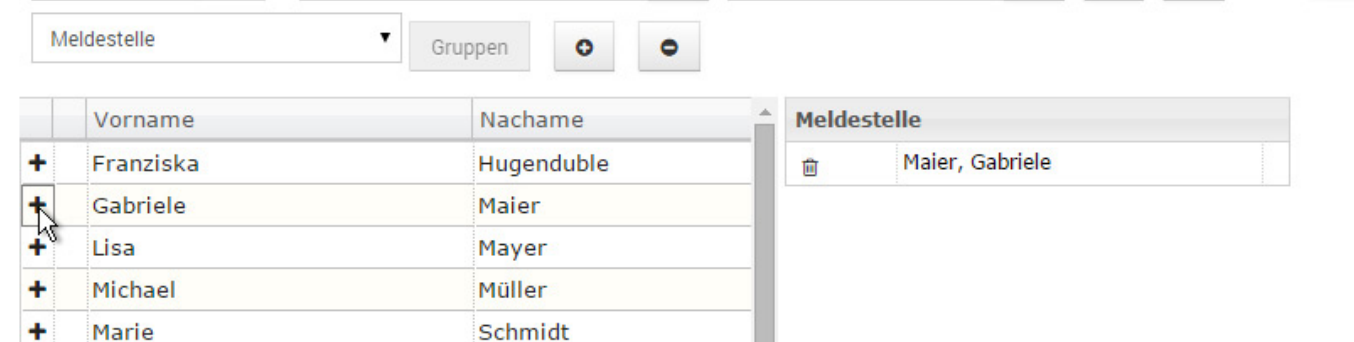 Meldestelle
Gruppen
Vorname Nachame
Franziska Hugenduble
Gabriele Maier
Lisa Mayer
Michael Müller
Marie Schmidt
Meldestelle
Maier, Gabriele